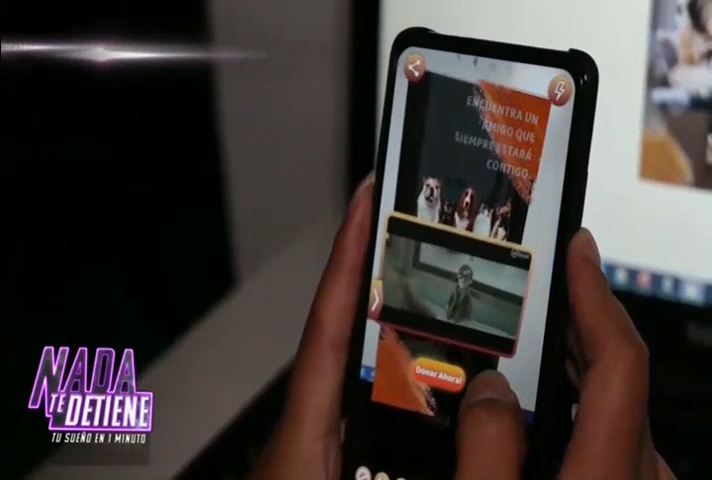 ENCUENTRA UN
AMIGO QUE
SIEMPRE ESTARÁ
CONTIGO.
Donar Ahora!
NADA
TE DETIENE
TU SUEÑO EN 1 MINUTO